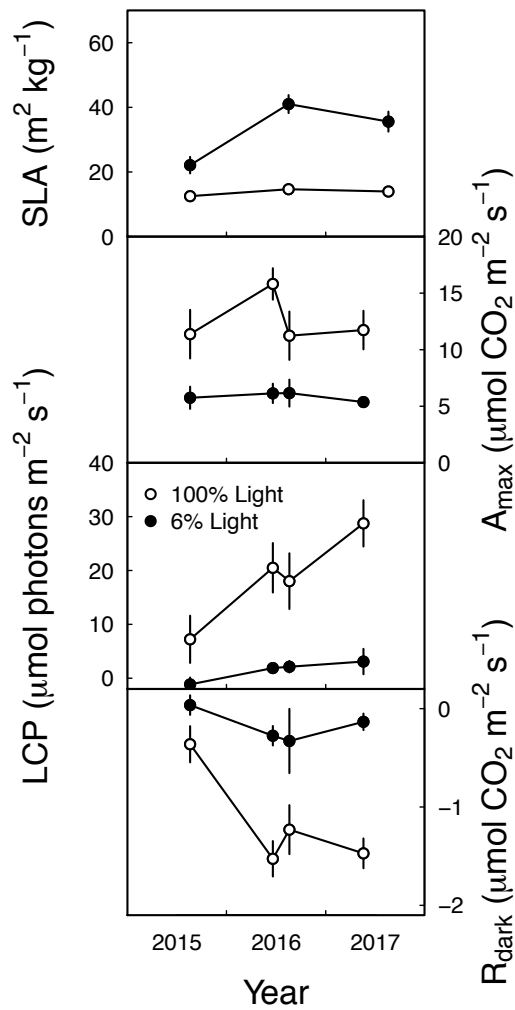 SLA (m² kg⁻¹)
60
40
20
0
A_max (μmol CO₂ m⁻² s⁻¹)
20
15
10
5
0
LCP (μmol photons m⁻² s⁻¹)
40
30
20
10
0
100% Light
6% Light
R_dark (μmol CO₂ m⁻² s⁻¹)
0
−1
−2
2015 2016 2017
Year